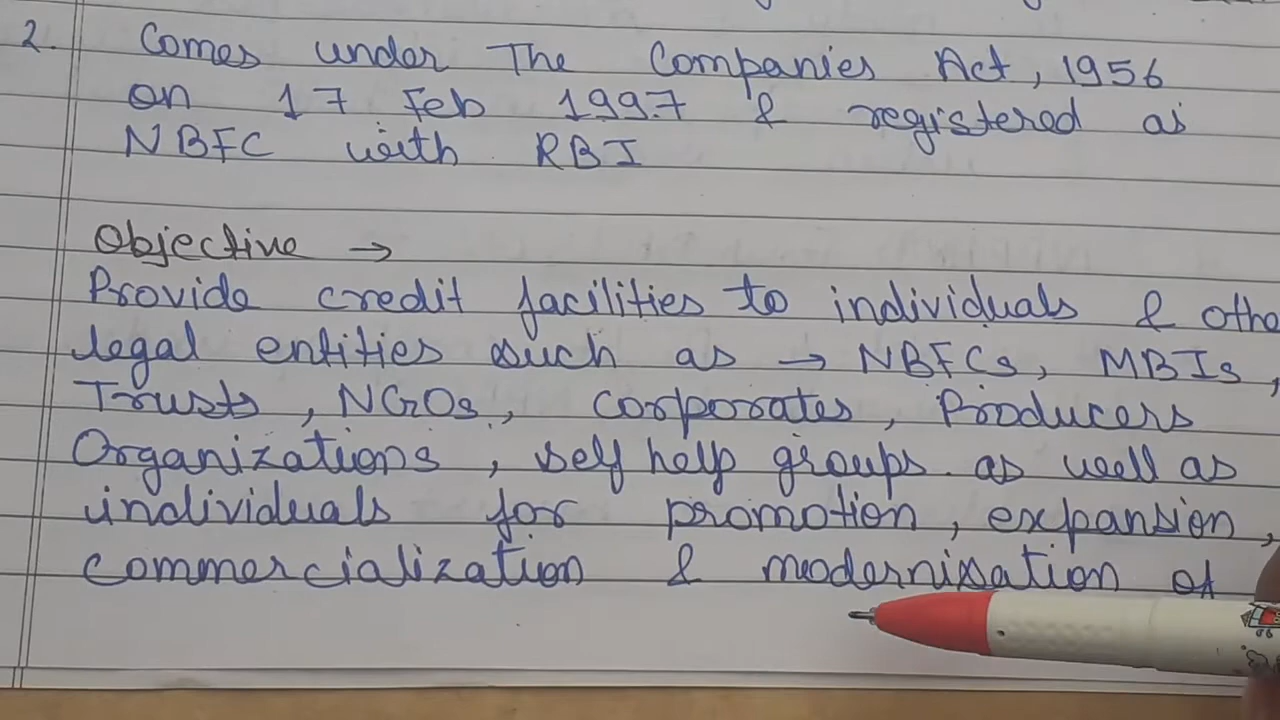 2. Comes under The Companies Act, 1956
on 17 Feb 1997 & registered as
NBFC with RBI
Objective →
Provide credit facilities to individuals & othe
legal entities such as → NBFCs, MBIs,
Trusts, NGOs, corporates, Producers
Organizations, self help groups as well as
individuals for promotion, expansion,
commercialization & modernisation of